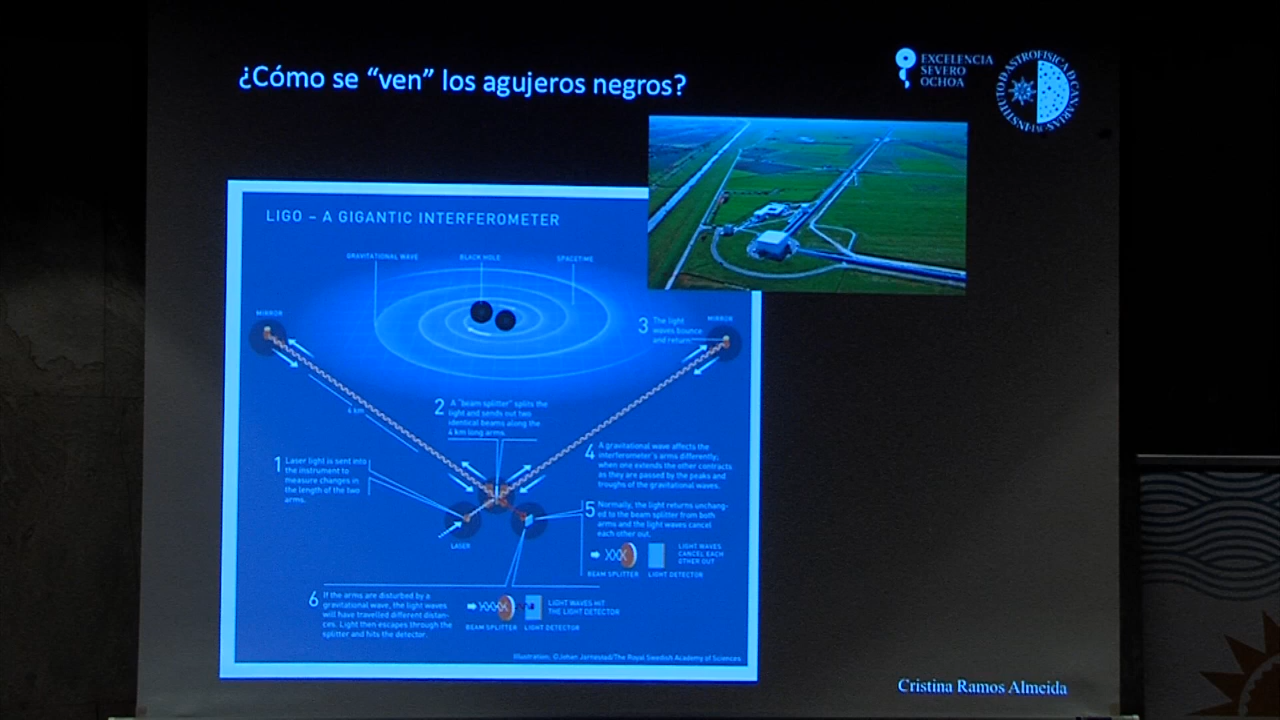 ¿Cómo se “ven” los agujeros negros?
EXCELENCIA
SEVERO
OCHOA
INSTITUTO D ASTROFISICA D CANARIAS
LIGO – A GIGANTIC INTERFEROMETER
GRAVITATIONAL WAVE
BLACK HOLE
SPACETIME
MIRROR
MIRROR
3 The light
waves bounce
and return
4 km
2 A "beam splitter" splits the
light and sends out two
identical beams along the
4 km long arms.
1 Laser light is sent into
the instrument to
measure changes in
the length of the two
arms.
4 A gravitational wave affects the
interferometer's arms differently;
when one extends the other contracts
as they are passed by the peaks and
troughs of the gravitational waves.
5 Normally, the light returns unchang-
ed to the beam splitter from both
arms and the light waves cancel
each other out.
LASER
LIGHT WAVES
CANCEL EACH
OTHER OUT
BEAM SPLITTER
LIGHT DETECTOR
6 If the arms are disturbed by a
gravitational wave, the light waves
will have travelled different distan-
ces. Light then escapes through the
splitter and hits the detector.
LIGHT WAVES HIT
THE LIGHT DETECTOR
BEAM SPLITTER
LIGHT DETECTOR
Illustration: ©Johan Jarnestad/The Royal Swedish Academy of Sciences
Cristina Ramos Almeida